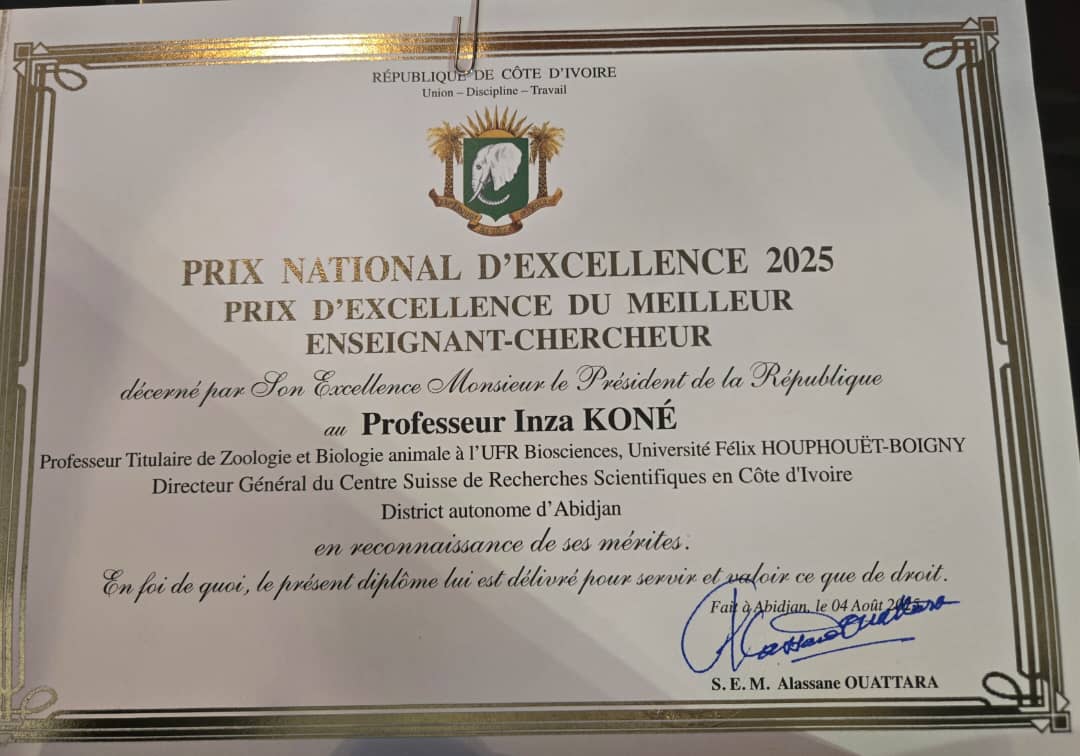 RÉPUBLIQUE DE CÔTE D'IVOIRE
Union – Discipline – Travail
PRIX NATIONAL D'EXCELLENCE 2025
PRIX D'EXCELLENCE DU MEILLEUR
ENSEIGNANT-CHERCHEUR
décerné par Son Excellence Monsieur le Président de la République
au Professeur Inza KONÉ
Professeur Titulaire de Zoologie et Biologie animale à l'UFR Biosciences, Université Félix HOUPHOUËT-BOIGNY
Directeur Général du Centre Suisse de Recherches Scientifiques en Côte d'Ivoire
District autonome d'Abidjan
en reconnaissance de ses mérites.
En foi de quoi, le présent diplôme lui est délivré pour servir et valoir ce que de droit.
Fait à Abidjan, le 04 Août 2025
Alassane Ouattara
S. E. M. Alassane OUATTARA